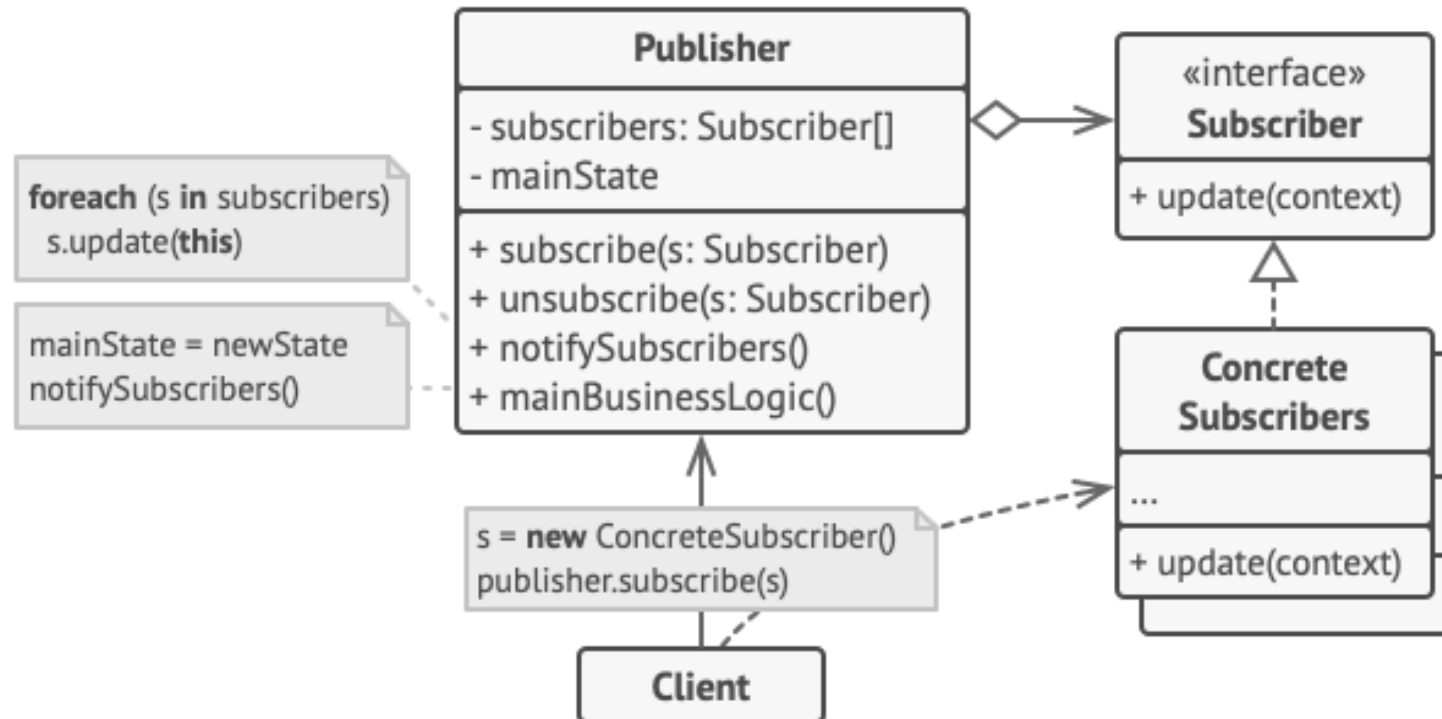 Publisher
- subscribers: Subscriber[]
- mainState
+ subscribe(s: Subscriber)
+ unsubscribe(s: Subscriber)
+ notifySubscribers()
+ mainBusinessLogic()
«interface»
Subscriber
+ update(context)
foreach (s in subscribers)
s.update(this)
mainState = newState
notifySubscribers()
Concrete
Subscribers
...
+ update(context)
s = new ConcreteSubscriber()
publisher.subscribe(s)
Client